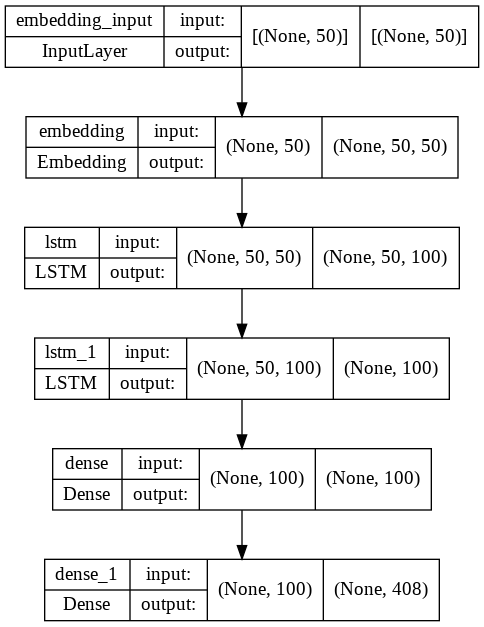 embedding_input input: [(None, 50)] [(None, 50)]
InputLayer output:
embedding input: (None, 50) (None, 50, 50)
Embedding output:
lstm input: (None, 50, 50) (None, 50, 100)
LSTM output:
lstm_1 input: (None, 50, 100) (None, 100)
LSTM output:
dense input: (None, 100) (None, 100)
Dense output:
dense_1 input: (None, 100) (None, 408)
Dense output: